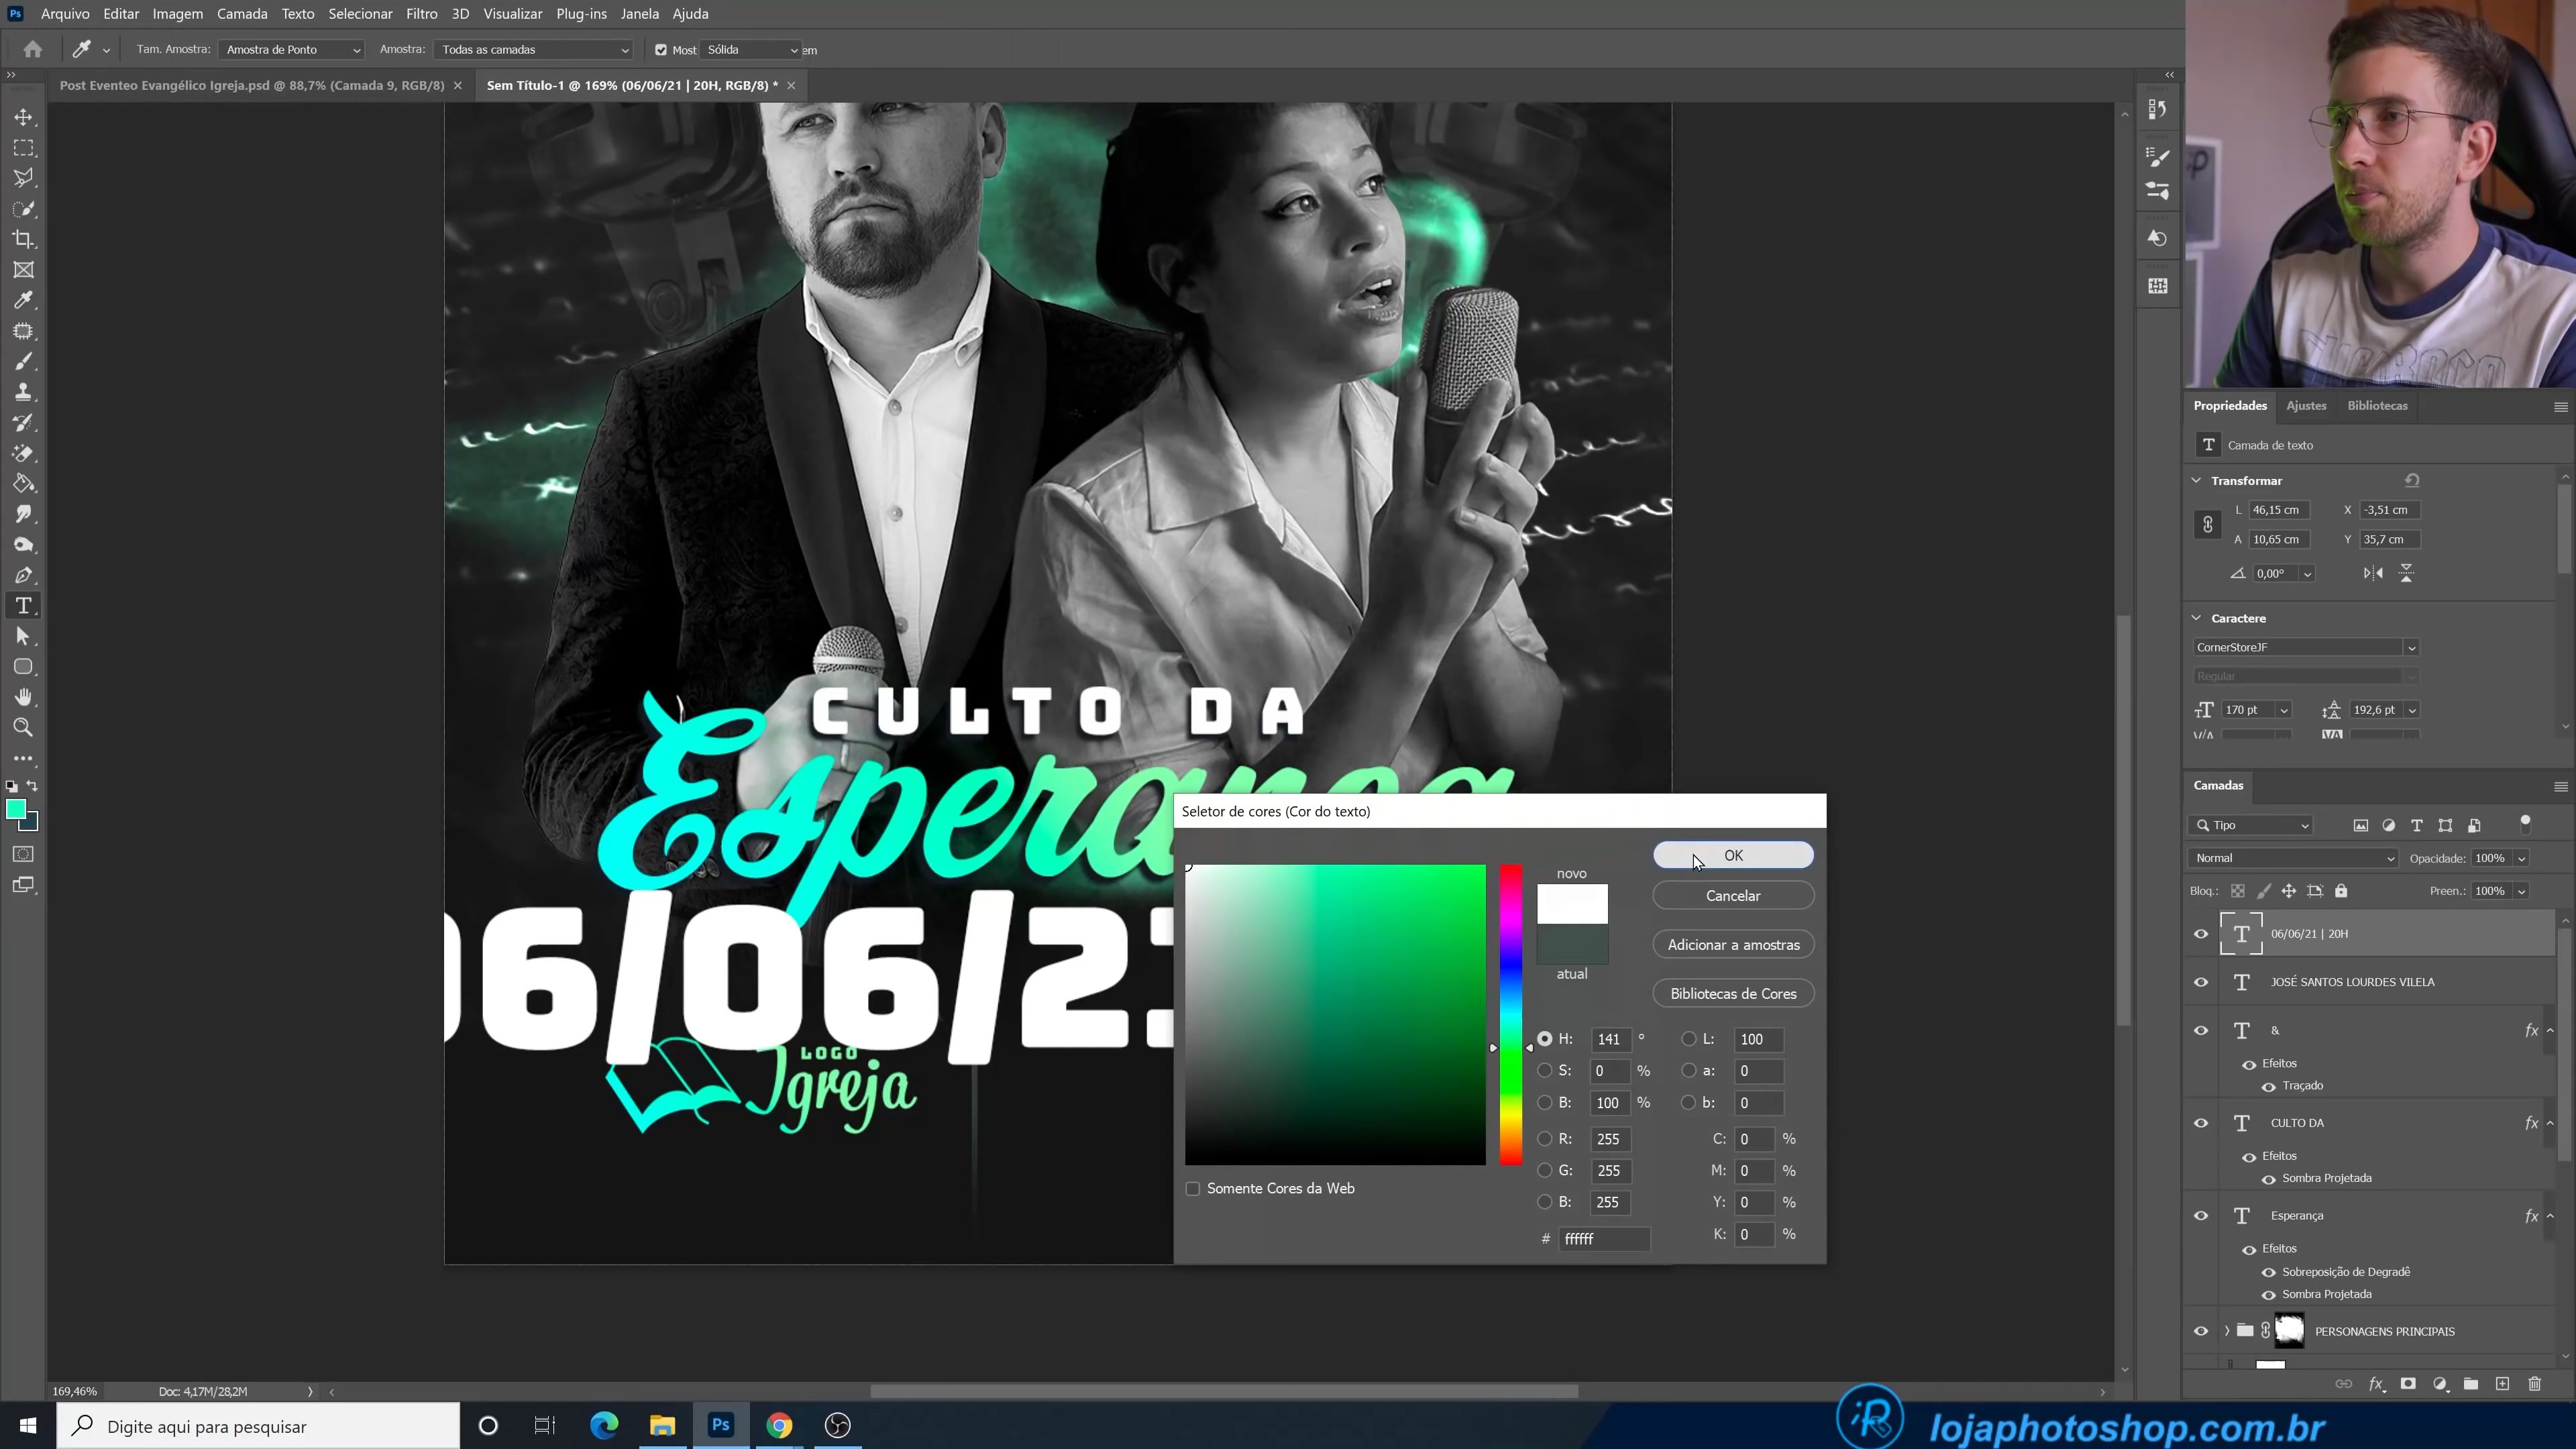 Ps Arquivo Editar Imagem Camada Texto Selecionar Filtro 3D Visualizar Plug-ins Janela Ajuda
Tam. Amostra: Amostra de Ponto Amostra: Todas as camadas Most Sólida em
Post Eventeo Evangélico Igreja.psd @ 88,7% (Camada 9, RGB/8) Sem Título-1 @ 169% (06/06/21 | 20H, RGB/8) *
Propriedades Ajustes Bibliotecas
Camada de texto
Transformar
L 46,15 cm X -3,51 cm
A 10,65 cm Y 35,7 cm
0,00°
Caractere
CornerStoreJF
Regular
170 pt 192,6 pt
CULTO DA
Esperança
06/06/21
LOGO
Igreja
Seletor de cores (Cor do texto)
novo
atual
OK
Cancelar
Adicionar a amostras
Bibliotecas de Cores
H: 141 ° L: 100
S: 0 % a: 0
B: 100 % b: 0
R: 255 C: 0 %
G: 255 M: 0 %
B: 255 Y: 0 %
# ffffff K: 0 %
Somente Cores da Web
Camadas
Tipo
Normal Opacidade: 100%
Bloq.: Preen.: 100%
T 06/06/21 | 20H
T JOSÉ SANTOS LOURDES VILELA
T & fx
Efeitos
Traçado
T CULTO DA fx
Efeitos
Sombra Projetada
T Esperança fx
Efeitos
Sobreposição de Degradê
Sombra Projetada
PERSONAGENS PRINCIPAIS
169,46% Doc: 4,17M/28,2M
Digite aqui para pesquisar
Ps
iR lojaphotoshop.com.br